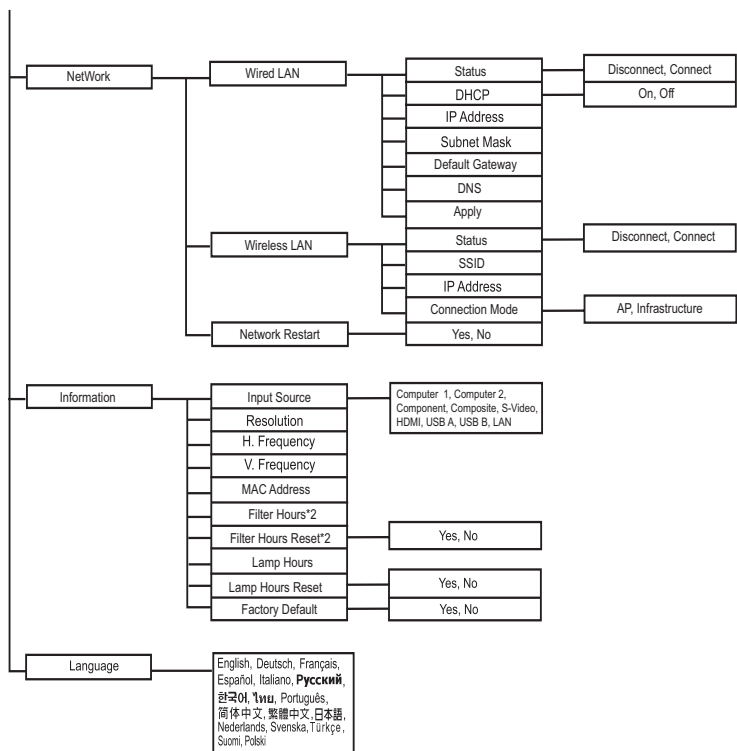 NetWork
Wired LAN
Status
Disconnect, Connect
DHCP
On, Off
IP Address
Subnet Mask
Default Gateway
DNS
Apply
Wireless LAN
Status
Disconnect, Connect
SSID
IP Address
Connection Mode
AP, Infrastructure
Network Restart
Yes, No
Information
Input Source
Computer 1, Computer 2,
Component, Composite, S-Video,
HDMI, USB A, USB B, LAN
Resolution
H. Frequency
V. Frequency
MAC Address
Filter Hours*2
Filter Hours Reset*2
Yes, No
Lamp Hours
Lamp Hours Reset
Yes, No
Factory Default
Yes, No
Language
English, Deutsch, Français,
Español, Italiano, Русский,
한국어, ไทย, Português,
简体中文, 繁體中文, 日本語,
Nederlands, Svenska, Türkçe,
Suomi, Polski